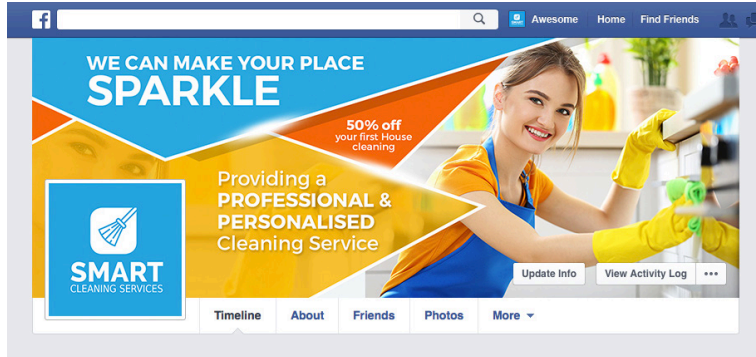 f
Awesome Home Find Friends
WE CAN MAKE YOUR PLACE
SPARKLE
50% off
your first House
cleaning
Providing a
PROFESSIONAL &
PERSONALISED
Cleaning Service
SMART
CLEANING SERVICES
Update Info View Activity Log •••
Timeline About Friends Photos More